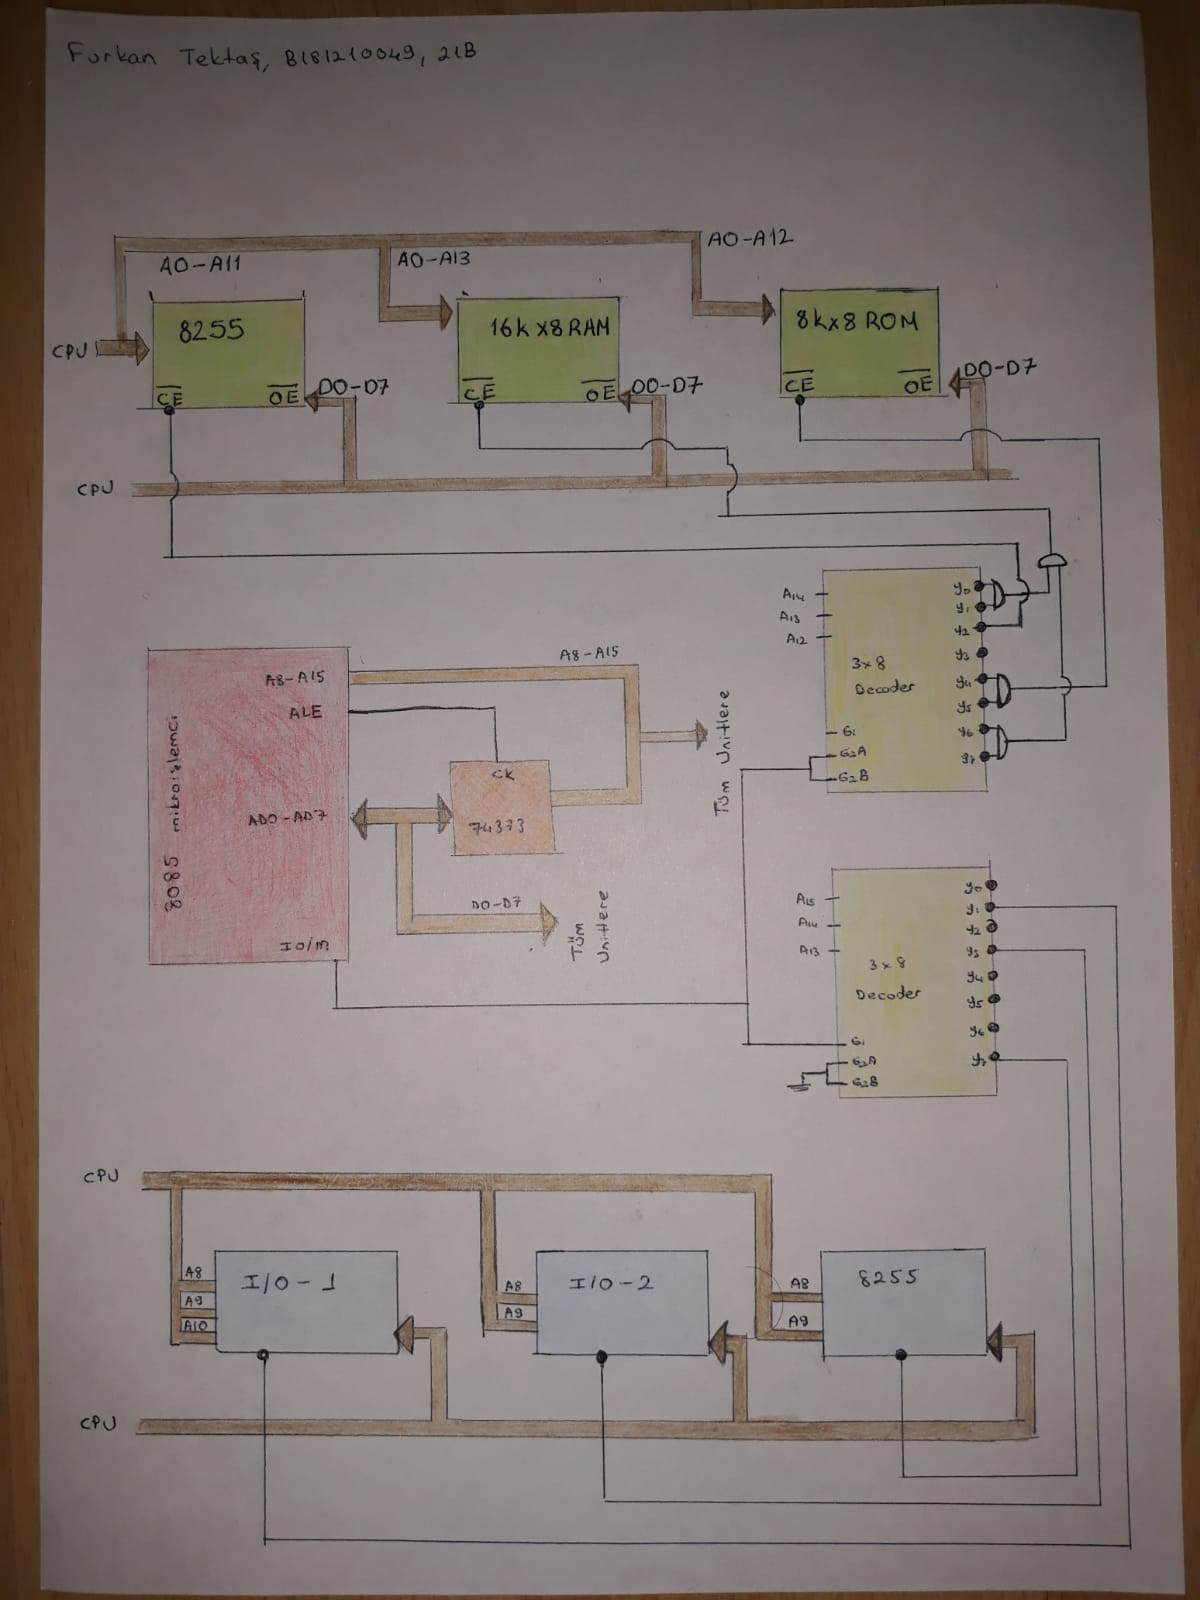 Furkan Tektaş, B181210049, 21B
A0-A12
A0-A11
A0-A13
8255
16k x8 RAM
8kx8 ROM
CPU
CE
OE
D0-D7
CE
OE
D0-D7
CE
OE
D0-D7
CPU
A14
A13
A12
3x8
Decoder
G1
G2A
G2B
y0
y1
y2
y3
y4
y5
y6
y7
8085 mikroişlemci
A8-A15
ALE
AD0-AD7
IO/m
A8-A15
CK
74373
D0-D7
Tüm Unitlere
Tüm
Unitlere
A15
A14
A13
3x8
Decoder
G1
G2A
G2B
y0
y1
y2
y3
y4
y5
y6
y7
CPU
A8
A9
A10
I/O-1
A8
A9
I/O-2
A8
A9
8255
CPU